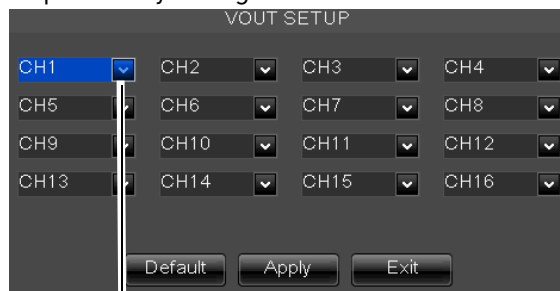 VOUT SETUP
CH1 CH2 CH3 CH4
CH5 CH6 CH7 CH8
CH9 CH10 CH11 CH12
CH13 CH14 CH15 CH16
Default Apply Exit